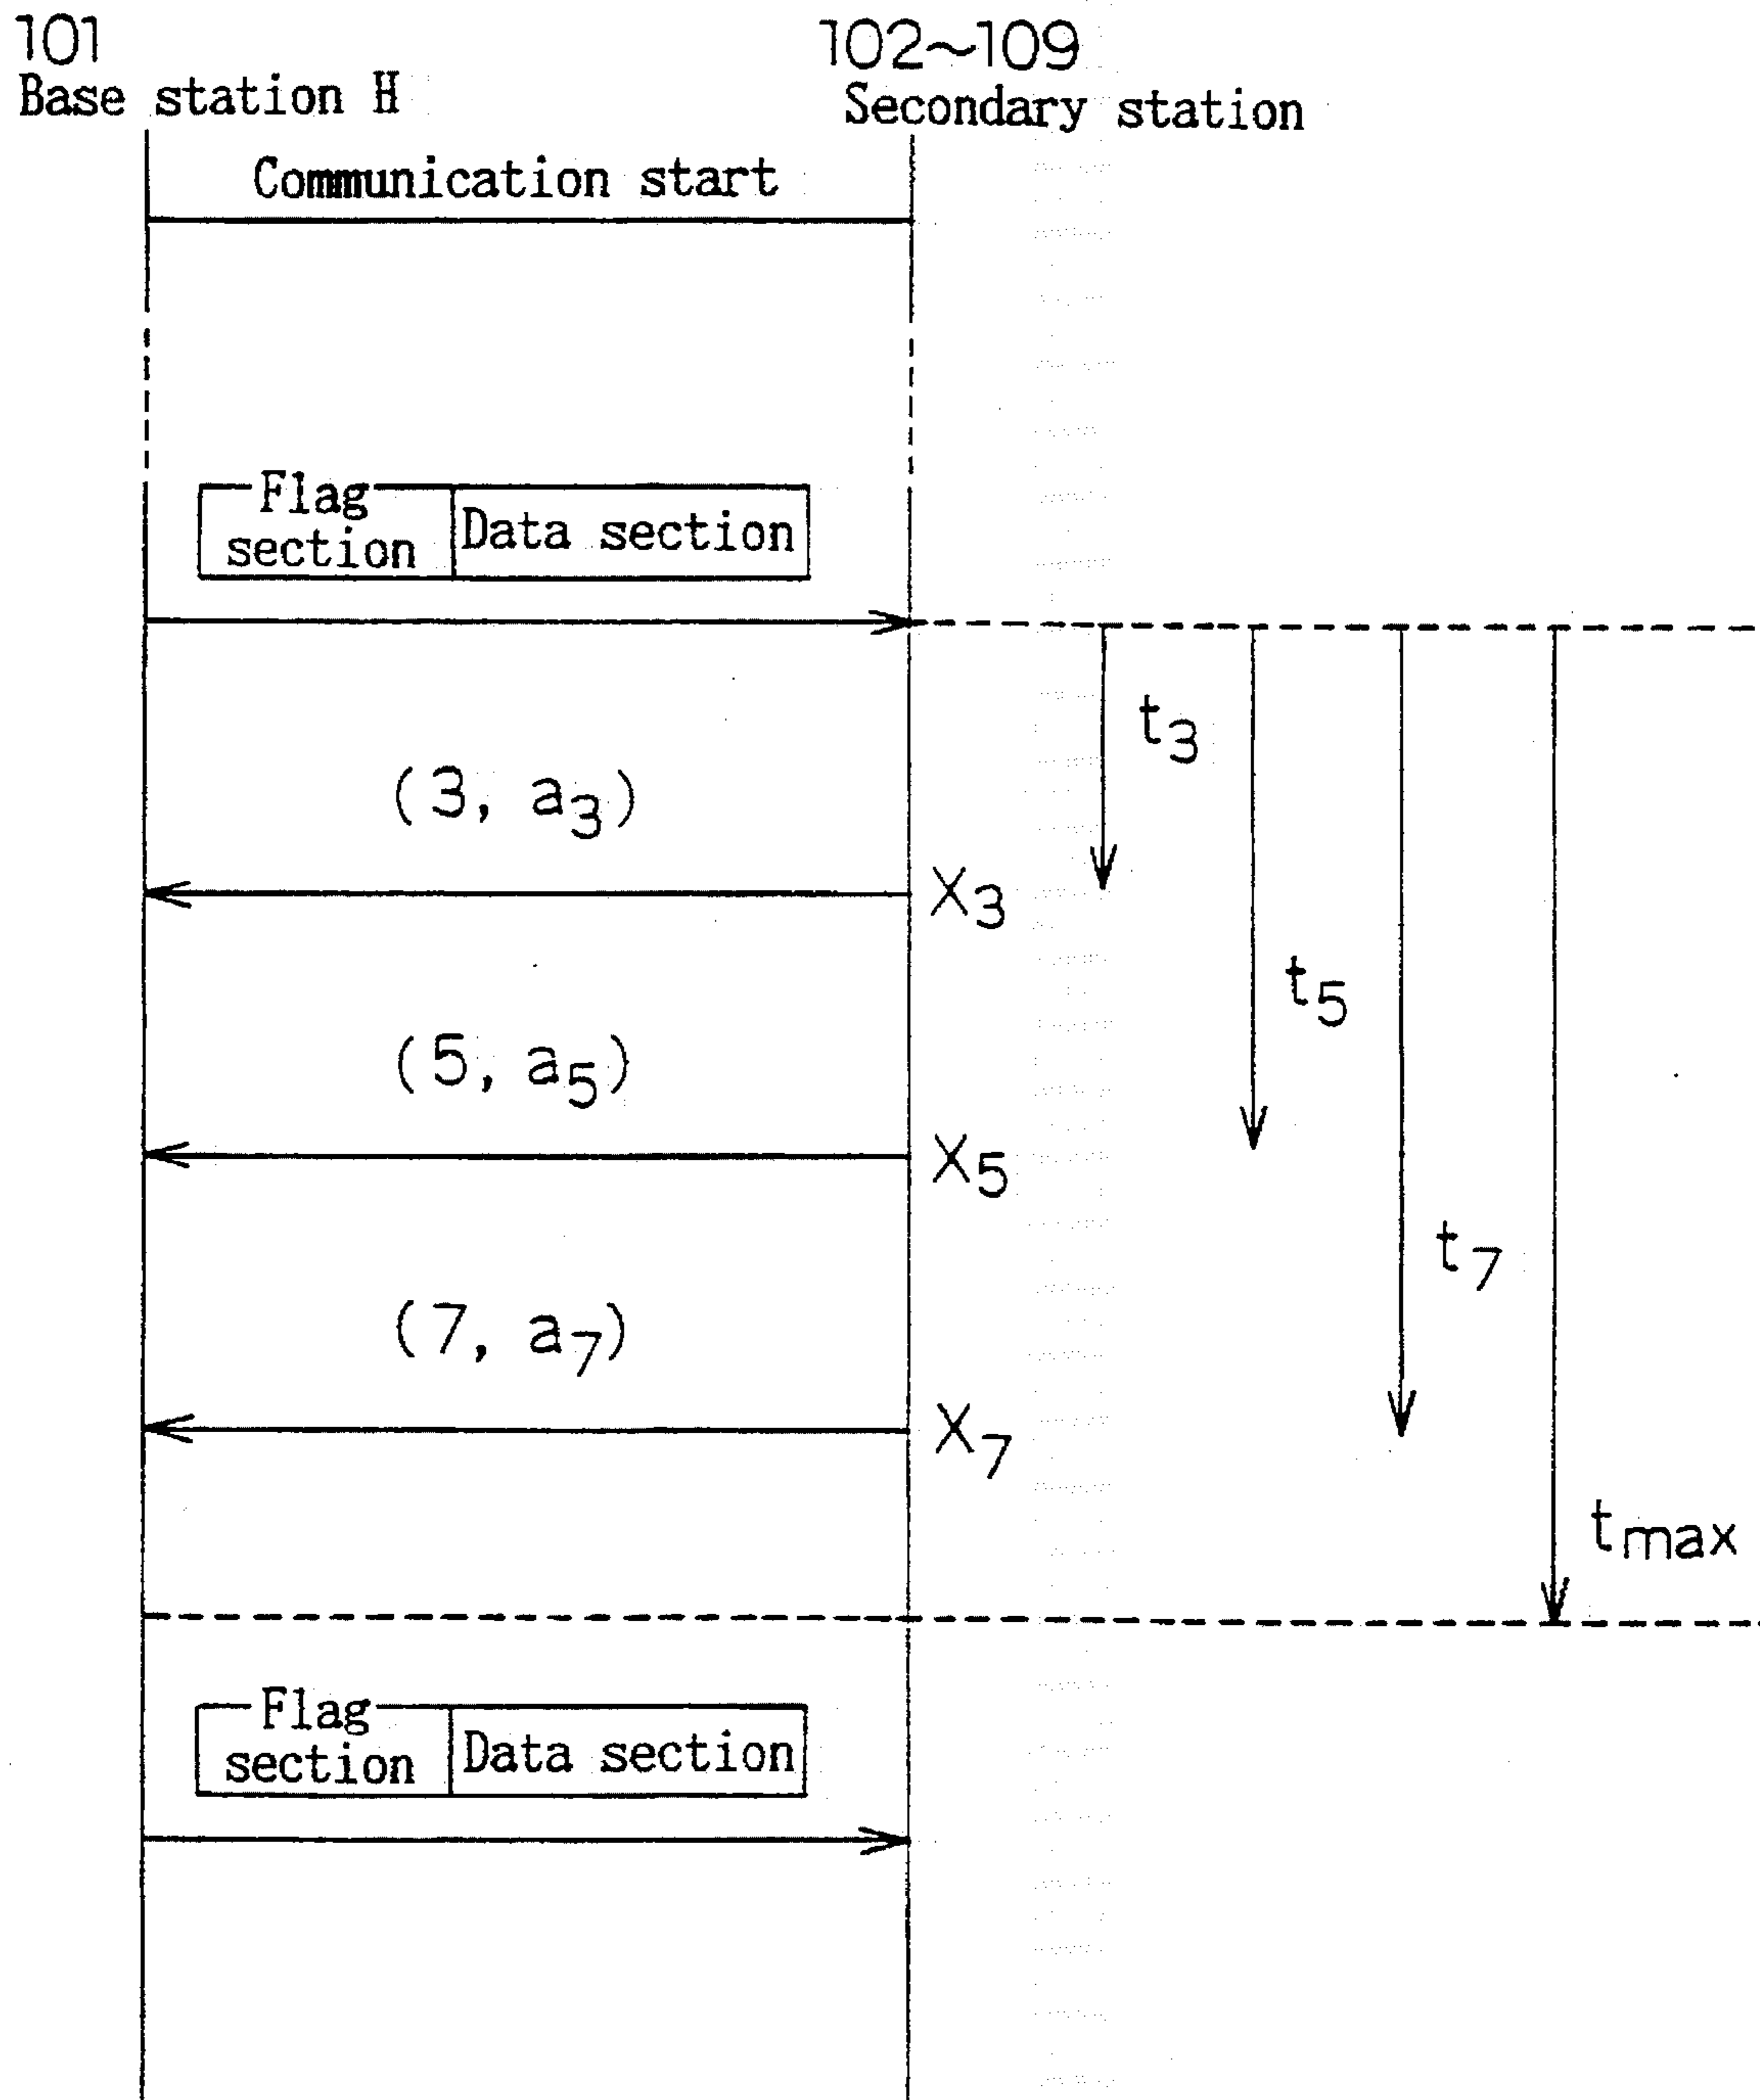 101
Base station H
102~109
Secondary station
Communication start
Flag
section
Data section
t₃
(3, a₃)
X₃
t₅
(5, a₅)
X₅
t₇
(7, a₇)
X₇
tmax
Flag
section
Data section